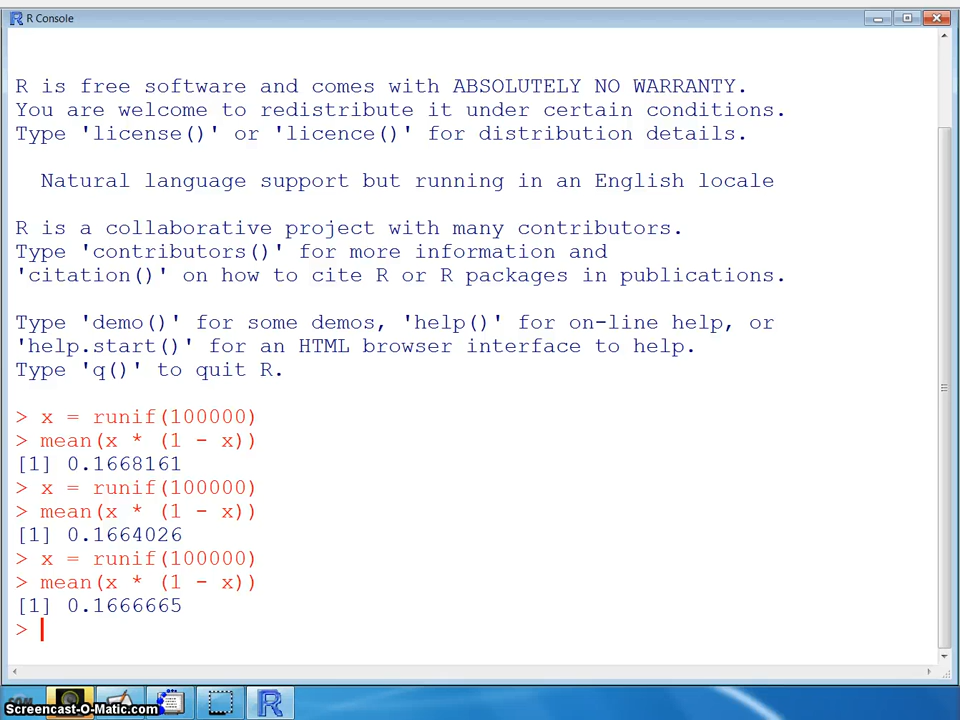 R Console
R is free software and comes with ABSOLUTELY NO WARRANTY.
You are welcome to redistribute it under certain conditions.
Type 'license()' or 'licence()' for distribution details.
Natural language support but running in an English locale
R is a collaborative project with many contributors.
Type 'contributors()' for more information and
'citation()' on how to cite R or R packages in publications.
Type 'demo()' for some demos, 'help()' for on-line help, or
'help.start()' for an HTML browser interface to help.
Type 'q()' to quit R.
> x = runif(100000)
> mean(x * (1 - x))
[1] 0.1668161
> x = runif(100000)
> mean(x * (1 - x))
[1] 0.1664026
> x = runif(100000)
> mean(x * (1 - x))
[1] 0.1666665
>
Screencast-O-Matic.com